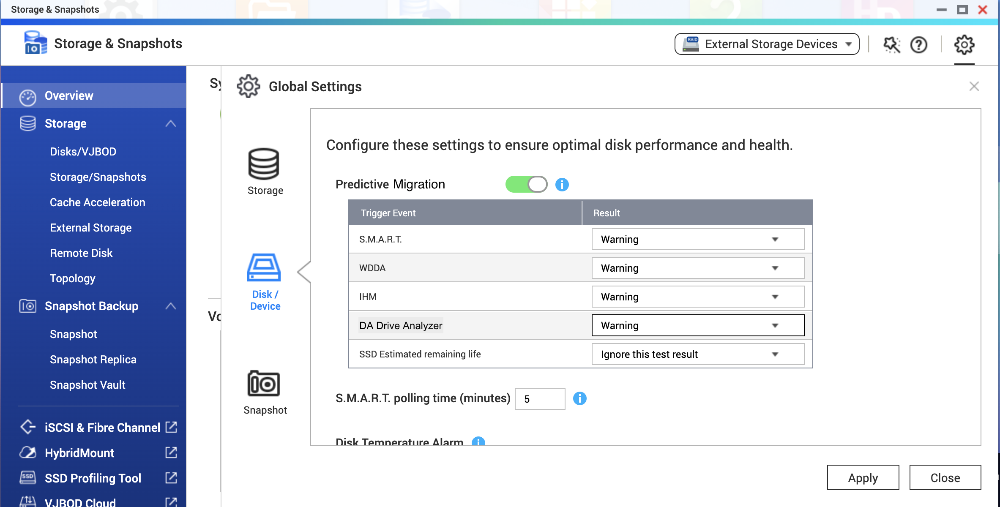 Storage & Snapshots
Storage & Snapshots
RAID
External Storage Devices
Overview
Storage
Disks/VJBOD
Storage/Snapshots
Cache Acceleration
External Storage
Remote Disk
Topology
Snapshot Backup
Snapshot
Snapshot Replica
Snapshot Vault
iSCSI & Fibre Channel
HybridMount
SSD
SSD Profiling Tool
VJBOD Cloud
Global Settings
Storage
Disk /
Device
Snapshot
Configure these settings to ensure optimal disk performance and health.
Predictive Migration
Trigger Event Result
S.M.A.R.T. Warning
WDDA Warning
IHM Warning
DA Drive Analyzer Warning
SSD Estimated remaining life Ignore this test result
S.M.A.R.T. polling time (minutes) 5
Disk Temperature Alarm
Apply Close